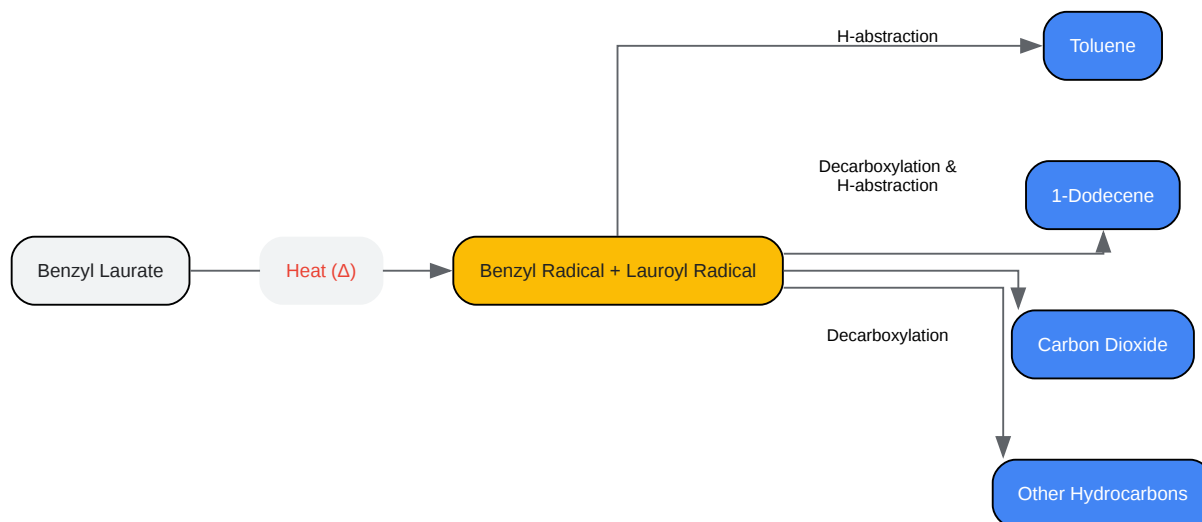 H-abstraction
Toluene
Decarboxylation &
H-abstraction
1-Dodecene
Benzyl Laurate
Heat (Δ)
Benzyl Radical + Lauroyl Radical
Decarboxylation
Carbon Dioxide
Other Hydrocarbons